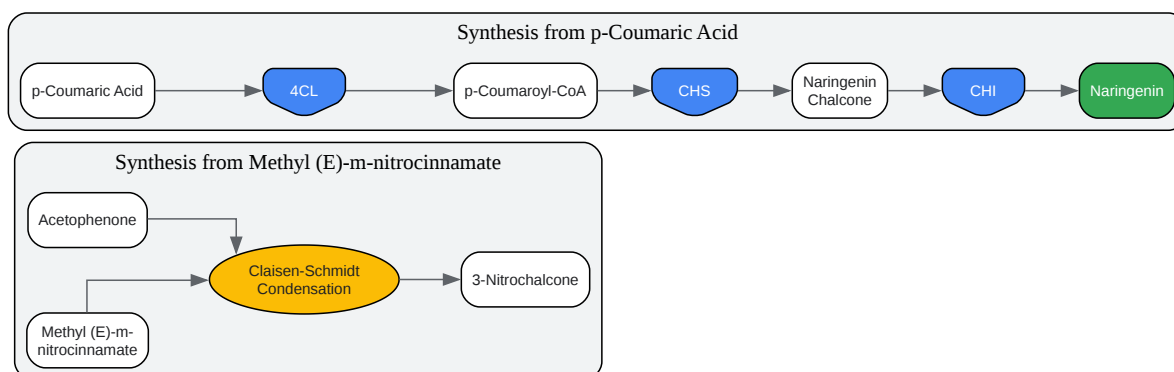 Synthesis from p-Coumaric Acid
p-Coumaric Acid
4CL
p-Coumaroyl-CoA
CHS
Naringenin
Chalcone
CHI
Naringenin
Synthesis from Methyl (E)-m-nitrocinnamate
Acetophenone
Claisen-Schmidt
Condensation
3-Nitrochalcone
Methyl (E)-m-
nitrocinnamate